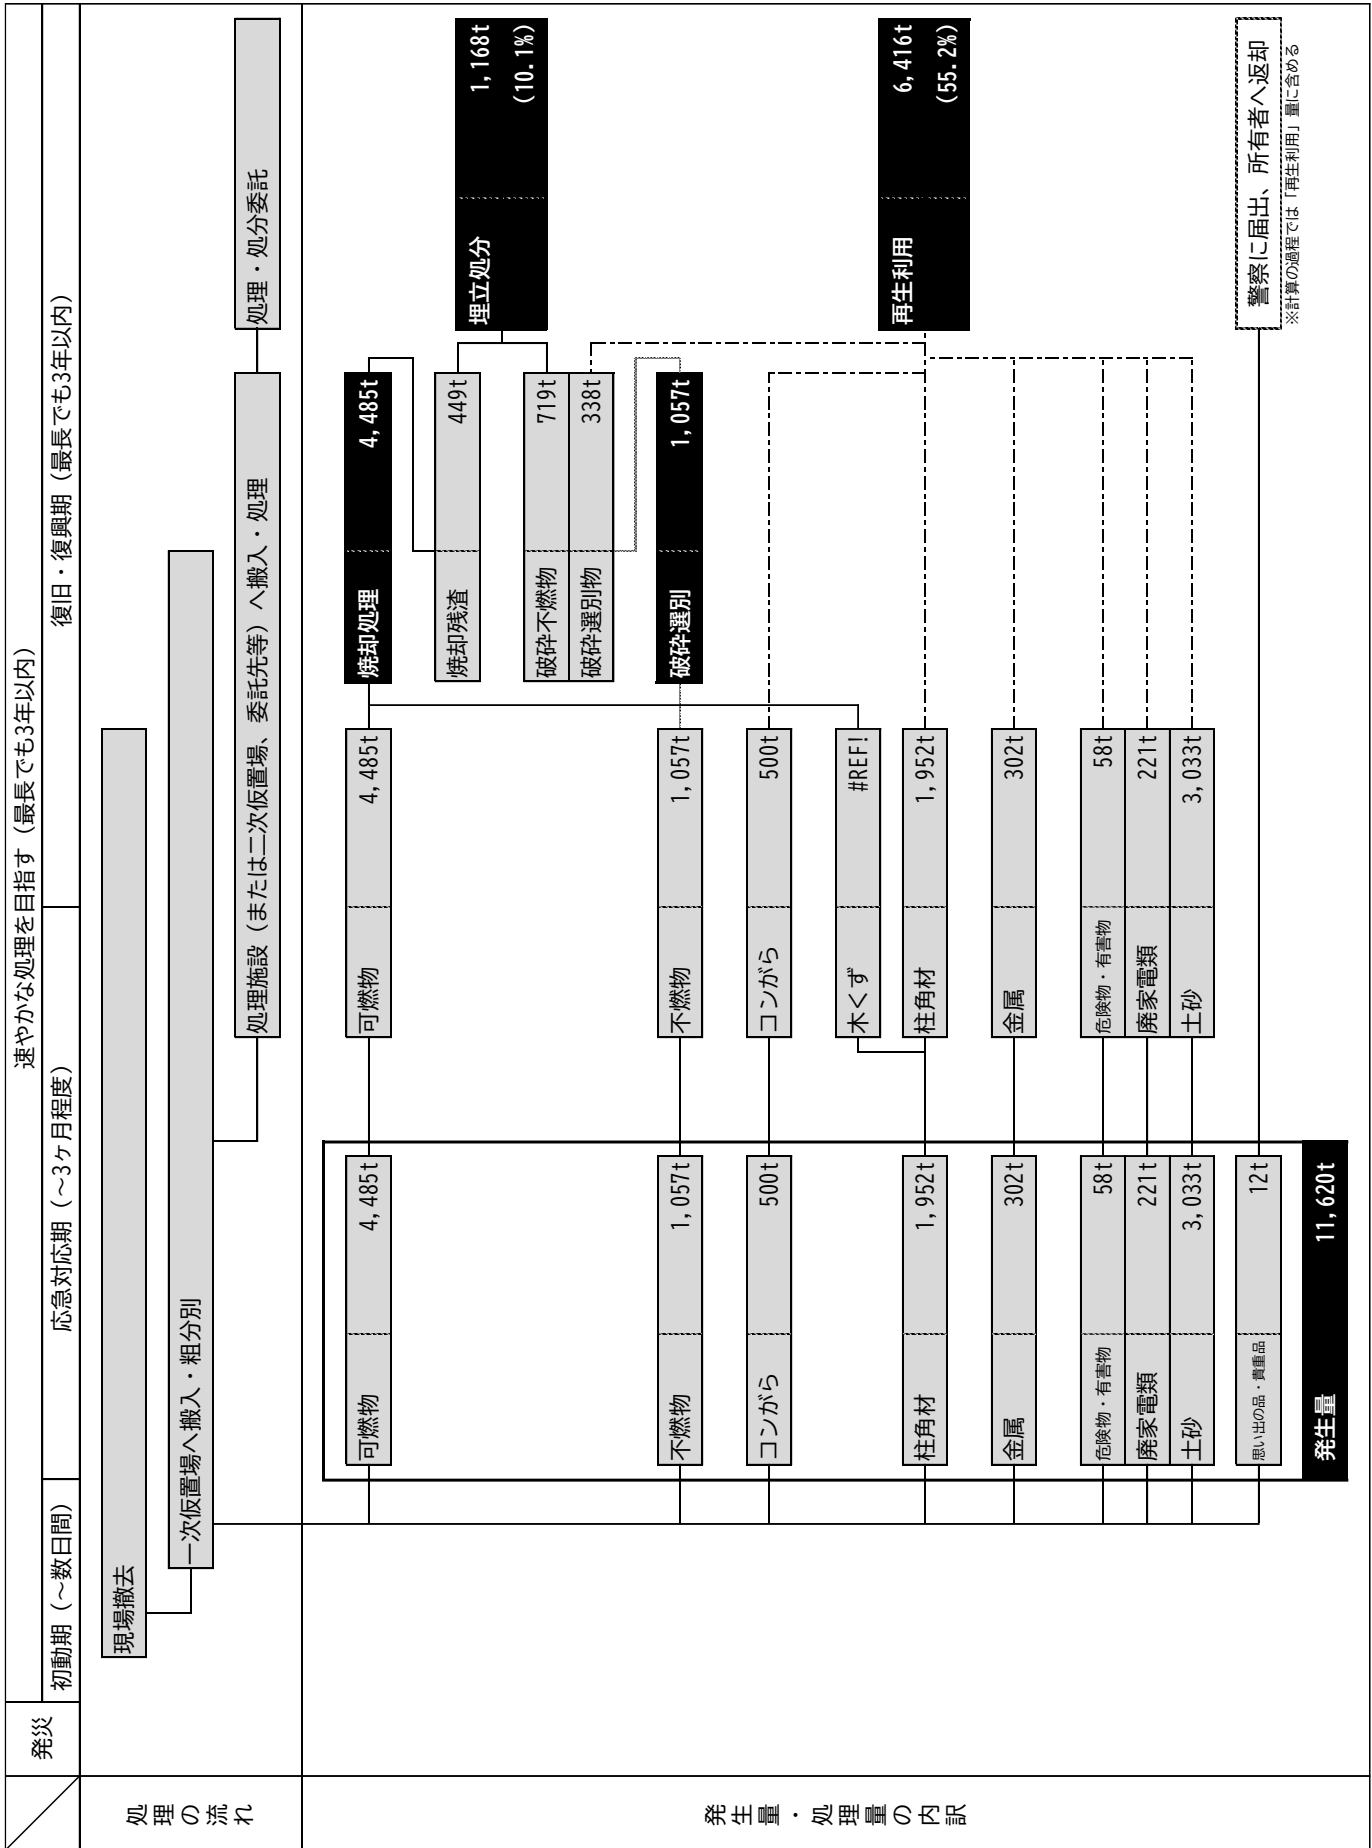 発災
速やかな処理を目指す（最長でも3年以内）
初動期（～数日間）
応急対応期（～3ヶ月程度）
復旧・復興期（最長でも3年以内）
処理の流れ
現場撤去
一次仮置場へ搬入・粗分別
処理施設（または二次仮置場、委託先等）へ搬入・処理
処理・処分委託
発生量・処理量の内訳
可燃物 4,485t
可燃物 4,485t
焼却処理 4,485t
焼却残渣 449t
埋立処分 1,168t
(10.1%)
破砕不燃物 719t
破砕選別物 338t
不燃物 1,057t
不燃物 1,057t
破砕選別 1,057t
コンがら 500t
コンがら 500t
木くず #REF!
柱角材 1,952t
柱角材 1,952t
再生利用 6,416t
(55.2%)
金属 302t
金属 302t
危険物・有害物 58t
危険物・有害物 58t
廃家電類 221t
廃家電類 221t
土砂 3,033t
土砂 3,033t
思い出の品・貴重品 12t
警察に届出、所有者へ返却
※計算の過程では「再生利用」量に含める
発生量 11,620t